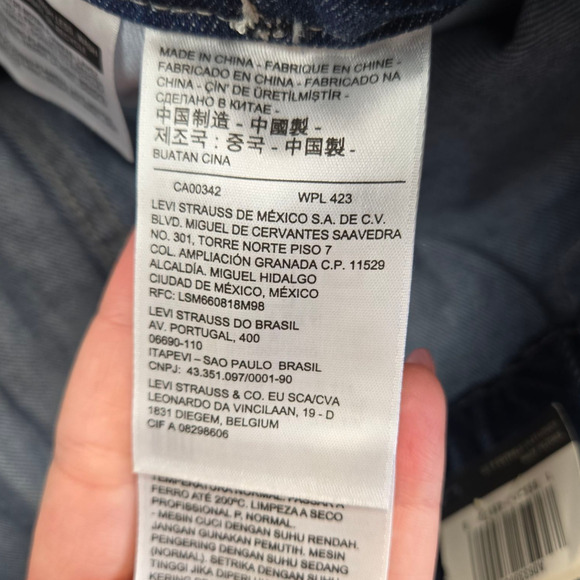 MADE IN CHINA - FABRIQUE EN CHINE -
FABRICADO EN CHINA - FABRICADO NA
CHINA - ÇİN' DE ÜRETİLMİŞTİR -
СДЕЛАНО В КИТАЕ -
中国制造 - 中國製 -
제조국 : 중국 - 中国製 -
BUATAN CINA
CA00342 WPL 423
LEVI STRAUSS DE MÉXICO S.A. DE C.V.
BLVD. MIGUEL DE CERVANTES SAAVEDRA
NO. 301, TORRE NORTE PISO 7
COL. AMPLIACIÓN GRANADA C.P. 11529
ALCALDÍA. MIGUEL HIDALGO
CIUDAD DE MÉXICO, MÉXICO
RFC: LSM660818M98
LEVI STRAUSS DO BRASIL
AV. PORTUGAL, 400
06690-110
ITAPEVI – SAO PAULO BRASIL
CNPJ: 43.351.097/0001-90
LEVI STRAUSS & CO. EU SCA/CVA
LEONARDO DA VINCILAAN, 19 - D
1831 DIEGEM, BELGIUM
CIF A 08298606
TEMPERATURA NORMAL. PASSAR A
FERRO ATÉ 200ºC. LIMPEZA A SECO
PROFISSIONAL P, NORMAL.
- MESIN CUCI DENGAN SUHU RENDAH.
JANGAN GUNAKAN PEMUTIH. MESIN
PENGERING DENGAN SUHU SEDANG
(NORMAL). SETRIKA DENGAN SUHU
TINGGI JIKA DIPERLU